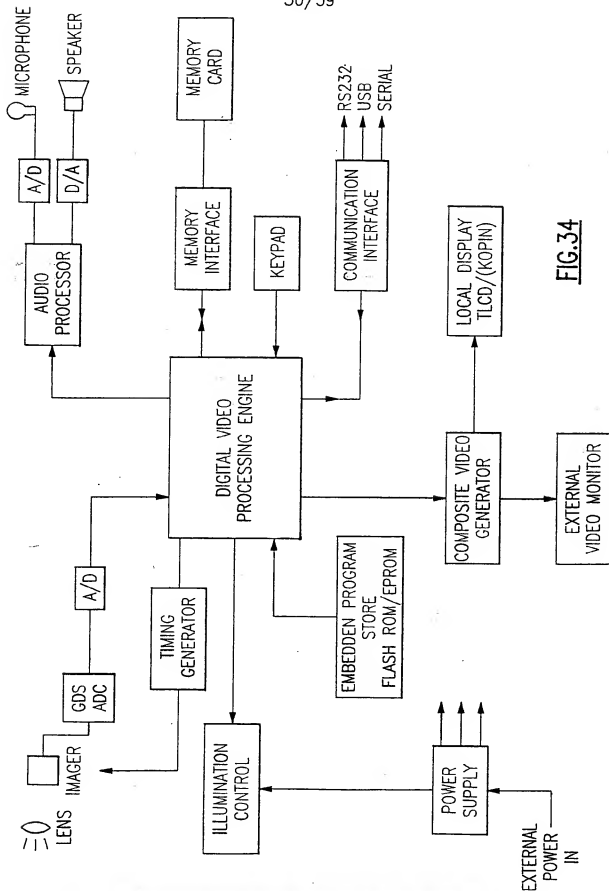 36/39
MICROPHONE
SPEAKER
A/D
D/A
AUDIO
PROCESSOR
MEMORY
CARD
MEMORY
INTERFACE
KEYPAD
RS232
USB
SERIAL
COMMUNICATION
INTERFACE
DIGITAL VIDEO
PROCESSING ENGINE
A/D
GDS
ADC
IMAGER
LENS
TIMING
GENERATOR
ILLUMINATION
CONTROL
EMBEDDEN PROGRAM
STORE
FLASH ROM/EPROM
COMPOSITE VIDEO
GENERATOR
LOCAL DISPLAY
TLCD/(KOPIN)
EXTERNAL
VIDEO MONITOR
POWER
SUPPLY
EXTERNAL
POWER
IN
FIG.34